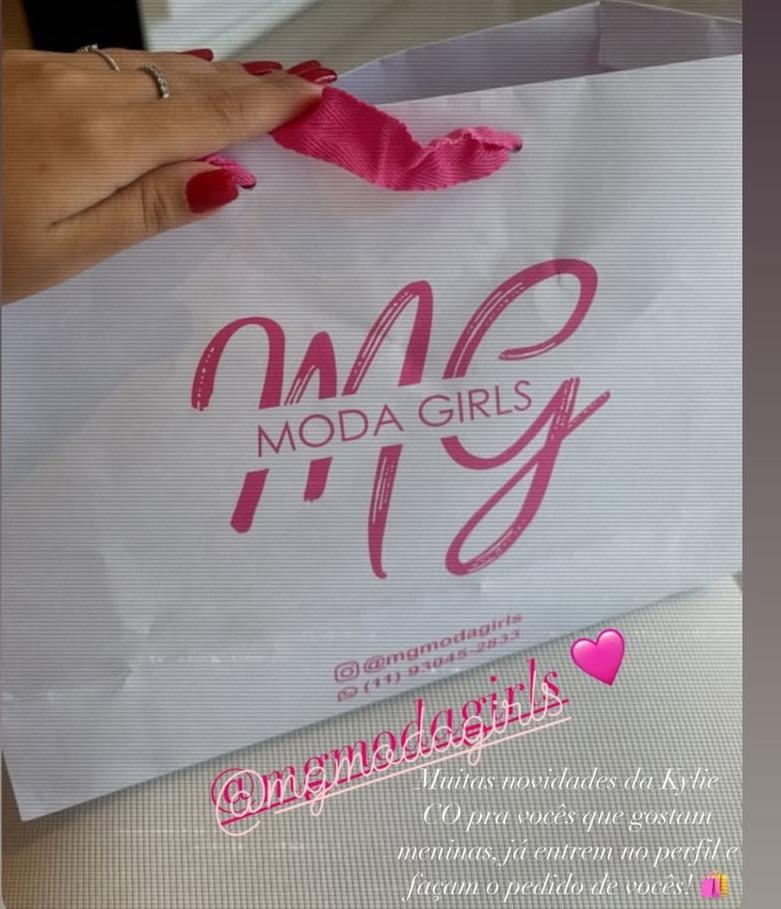 MG
MODA GIRLS
@mgmodagirls
(11) 93045-2833
@mgmodagirls 🩷
Muitas novidades da Kylie
CO pra vocês que gostam
meninas, já entrem no perfil e
façam o pedido de vocês! 🛍️